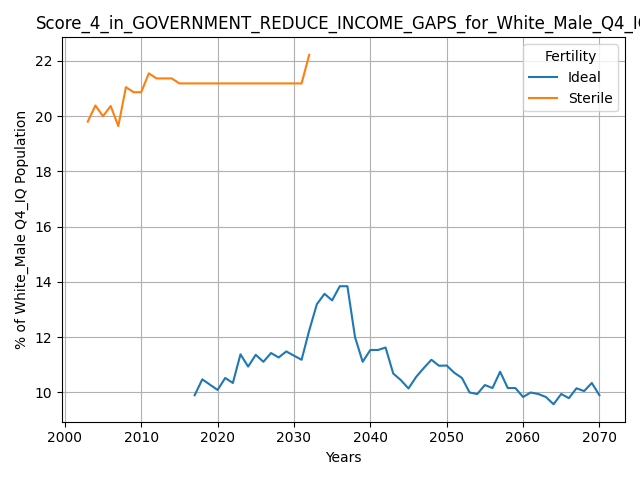 Score_4_in_GOVERNMENT_REDUCE_INCOME_GAPS_for_White_Male_Q4_IQ
Fertility
Ideal
Sterile
% of White_Male Q4_IQ Population
22
20
18
16
14
12
10
2000 2010 2020 2030 2040 2050 2060 2070
Years